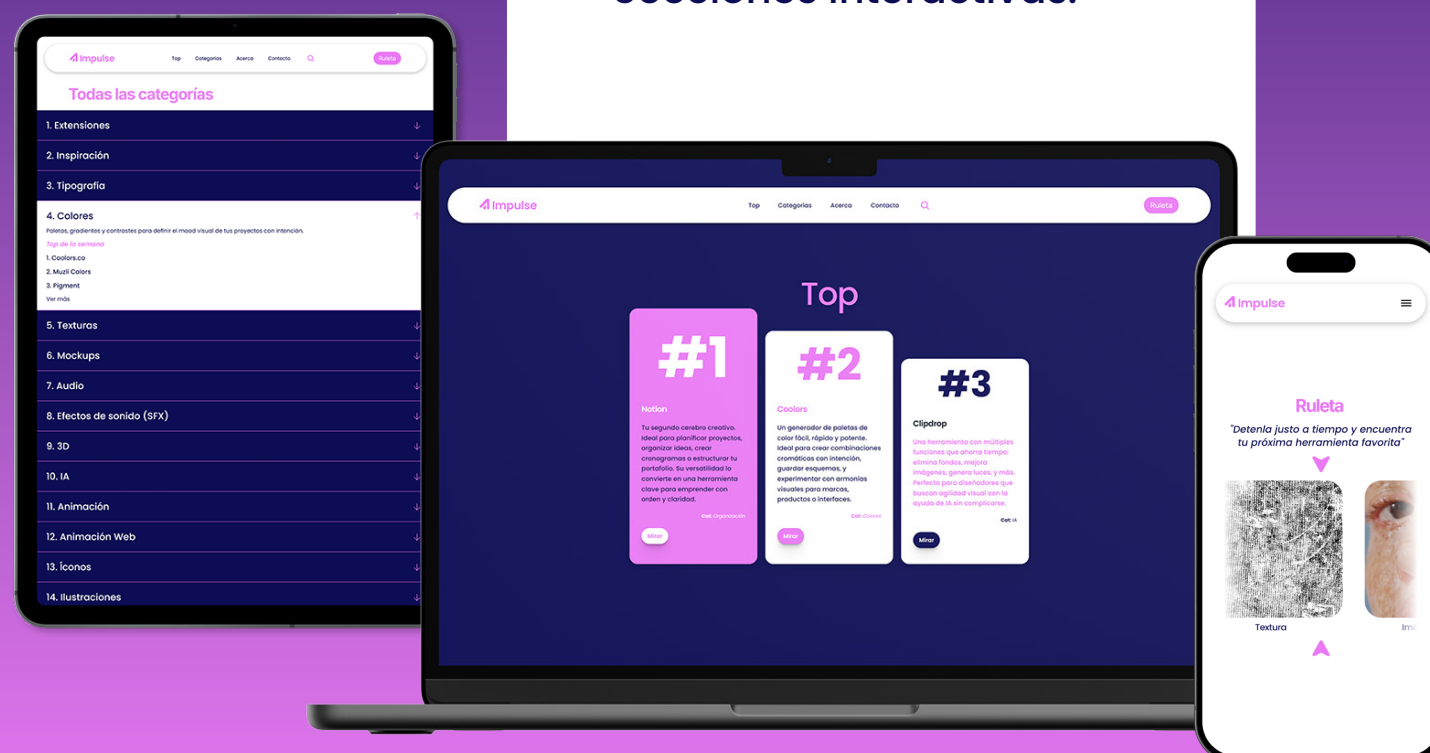 secciones interactivas.
Impulse
Top Categorías Acerca Contacto Ruleta
Todas las categorías
1. Extensiones
2. Inspiración
3. Tipografía
4. Colores
Paletas, gradientes y contrastes para definir el mood visual de tus proyectos con intención.
Top de la semana
1. Coolors.co
2. Muzli Colors
3. Pigment
Ver más
5. Texturas
6. Mockups
7. Audio
8. Efectos de sonido (SFX)
9. 3D
10. IA
11. Animación
12. Animación Web
13. Íconos
14. Ilustraciones
Impulse
Top Categorías Acerca Contacto Ruleta
Top
#1
Notion
Tu segundo cerebro creativo.
Ideal para planificar proyectos,
organizar ideas, crear
cronogramas o estructurar tu
portafolio. Su versatilidad lo
convierte en una herramienta
clave para emprender con
orden y claridad.
Cat: Organización
Mirar
#2
Coolors
Un generador de paletas de
color fácil, rápido y potente.
Ideal para crear combinaciones
cromáticas con intención,
guardar esquemas, y
experimentar con armonías
visuales para marcas,
productos o interfaces.
Cat: Colores
Mirar
#3
Clipdrop
Una herramienta con múltiples
funciones que ahorra tiempo:
elimina fondos, mejora
imágenes, genera luces, y más.
Perfecta para diseñadores que
buscan agilidad visual con la
ayuda de IA sin complicarse.
Cat: IA
Mirar
Impulse
Ruleta
"Detenla justo a tiempo y encuentra
tu próxima herramienta favorita"
Textura